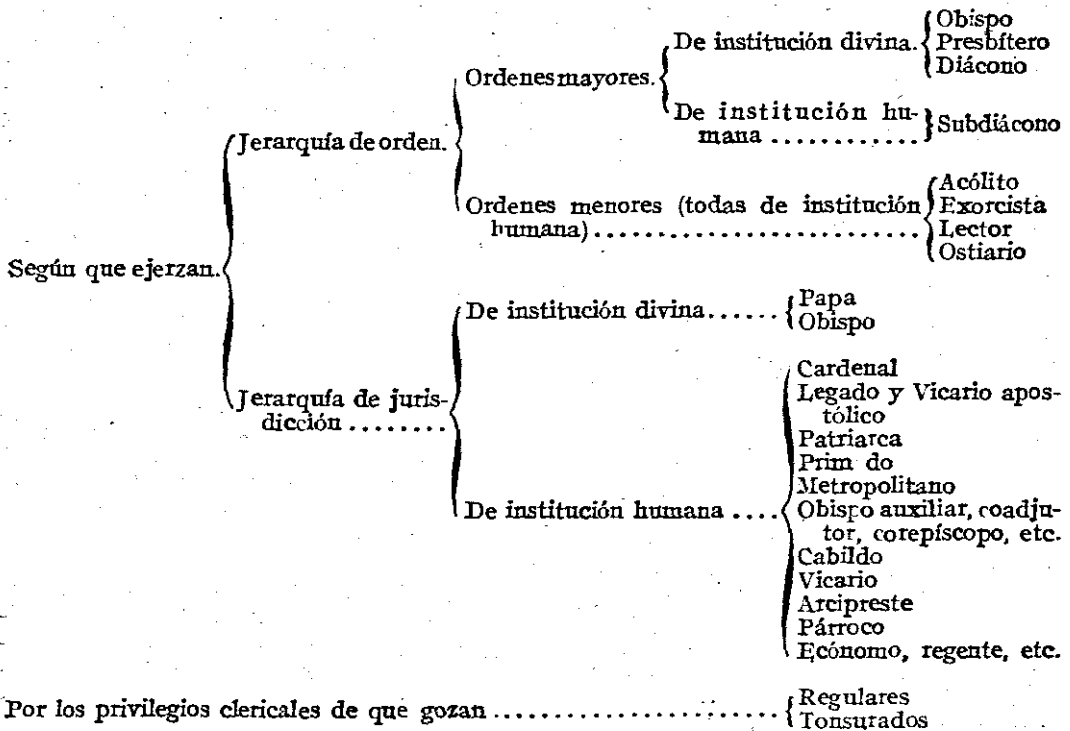 Obispo
De institución divina. Presbítero
Diácono
Ordenes mayores.
De institución hu-
mana ............ Subdiácono
Jerarquía de orden.
Acólito
Ordenes menores (todas de institución Exorcista
humana)........................... Lector
Ostiario
Según que ejerzan.
De institución divina...... Papa
Obispo
Cardenal
Jerarquía de juris-
dicción ........
Legado y Vicario apos-
tólico
Patriarca
Prim do
Metropolitano
De institución humana .... Obispo auxiliar, coadju-
tor, corepíscopo, etc.
Cabildo
Vicario
Arcipreste
Párroco
Ecónomo, regente, etc.
Por los privilegios clericales de que gozan ........................ Regulares
Tonsurados